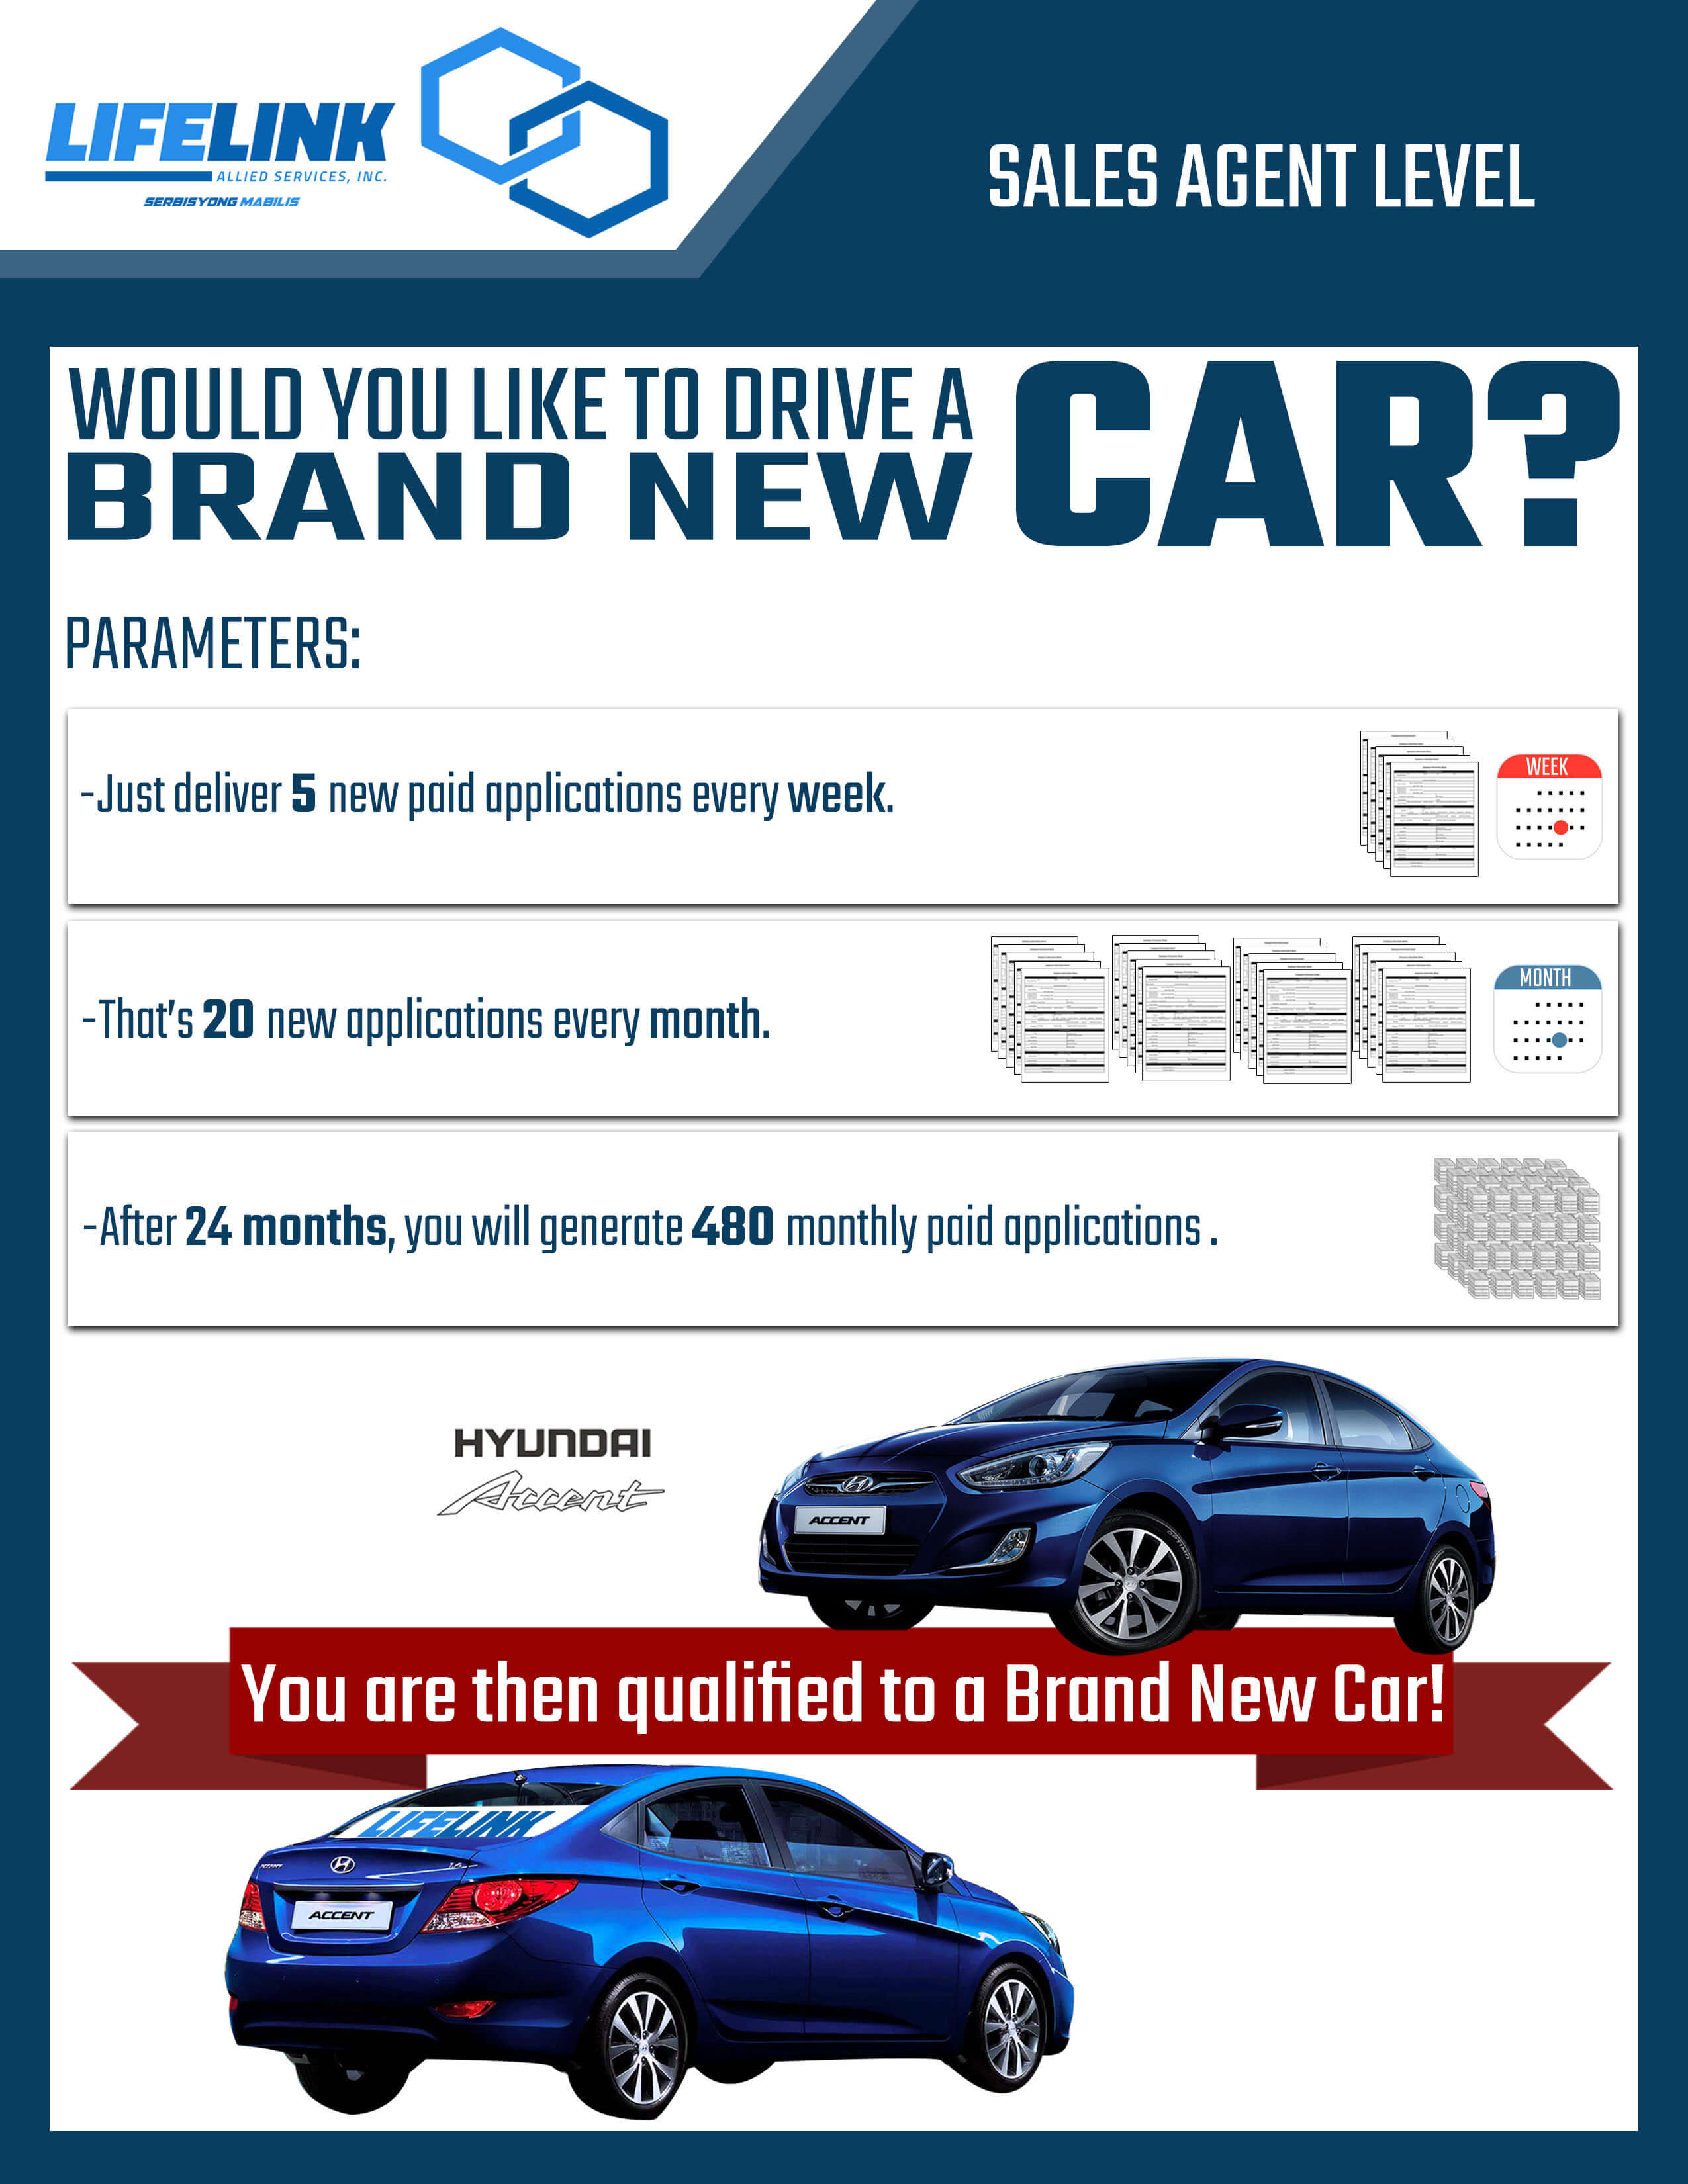 LIFELINK
ALLIED SERVICES, INC.
SERBISYONG MABILIS
SALES AGENT LEVEL
WOULD YOU LIKE TO DRIVE A
BRAND NEW CAR?
PARAMETERS:
-Just deliver 5 new paid applications every week.
WEEK
-That's 20 new applications every month.
MONTH
-After 24 months, you will generate 480 monthly paid applications .
HYUNDAI
Accent
ACCENT
You are then qualified to a Brand New Car!
LIFELINK
ACCENT
1.6
ACCENT